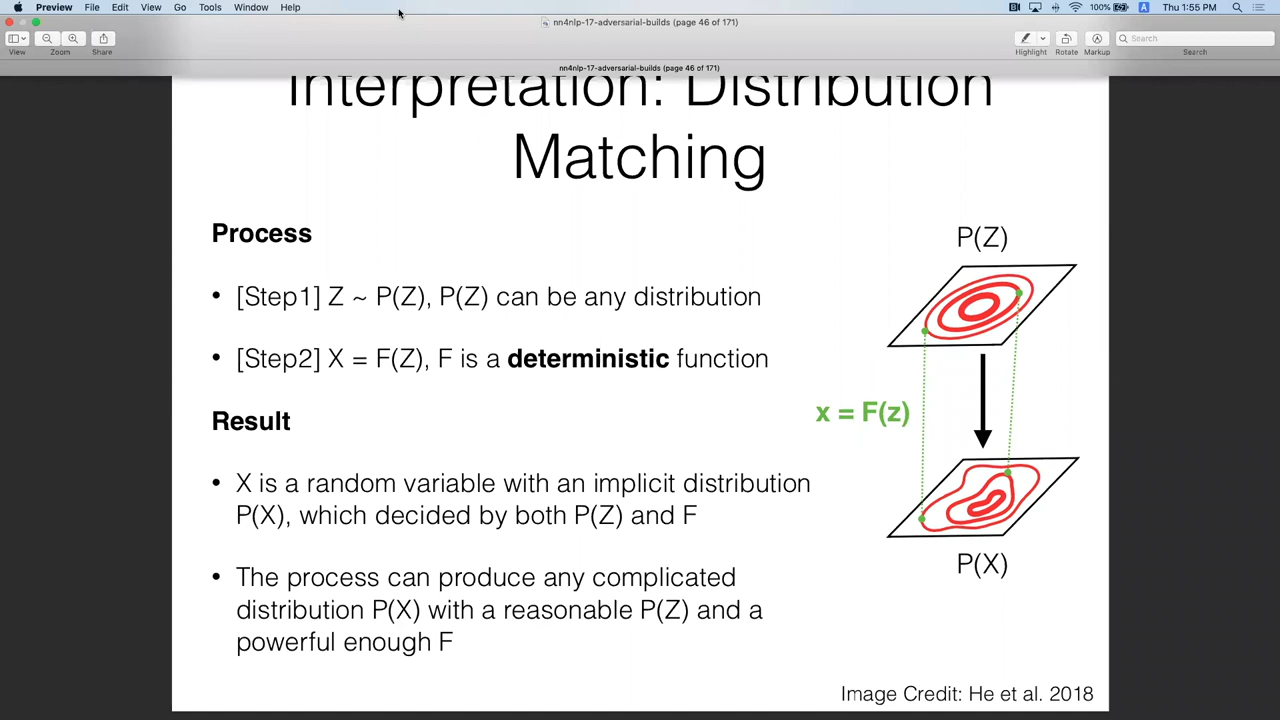 Preview File Edit View Go Tools Window Help 100% Thu 1:55 PM
nn4nlp-17-adversarial-builds (page 46 of 171)
View Zoom Share Highlight Rotate Markup Search
Search
nn4nlp-17-adversarial-builds (page 46 of 171)
Interpretation: Distribution
Matching
Process
• [Step1] Z ~ P(Z), P(Z) can be any distribution
• [Step2] X = F(Z), F is a deterministic function
Result
• X is a random variable with an implicit distribution
P(X), which decided by both P(Z) and F
• The process can produce any complicated
distribution P(X) with a reasonable P(Z) and a
powerful enough F
P(Z)
x = F(z)
P(X)
Image Credit: He et al. 2018